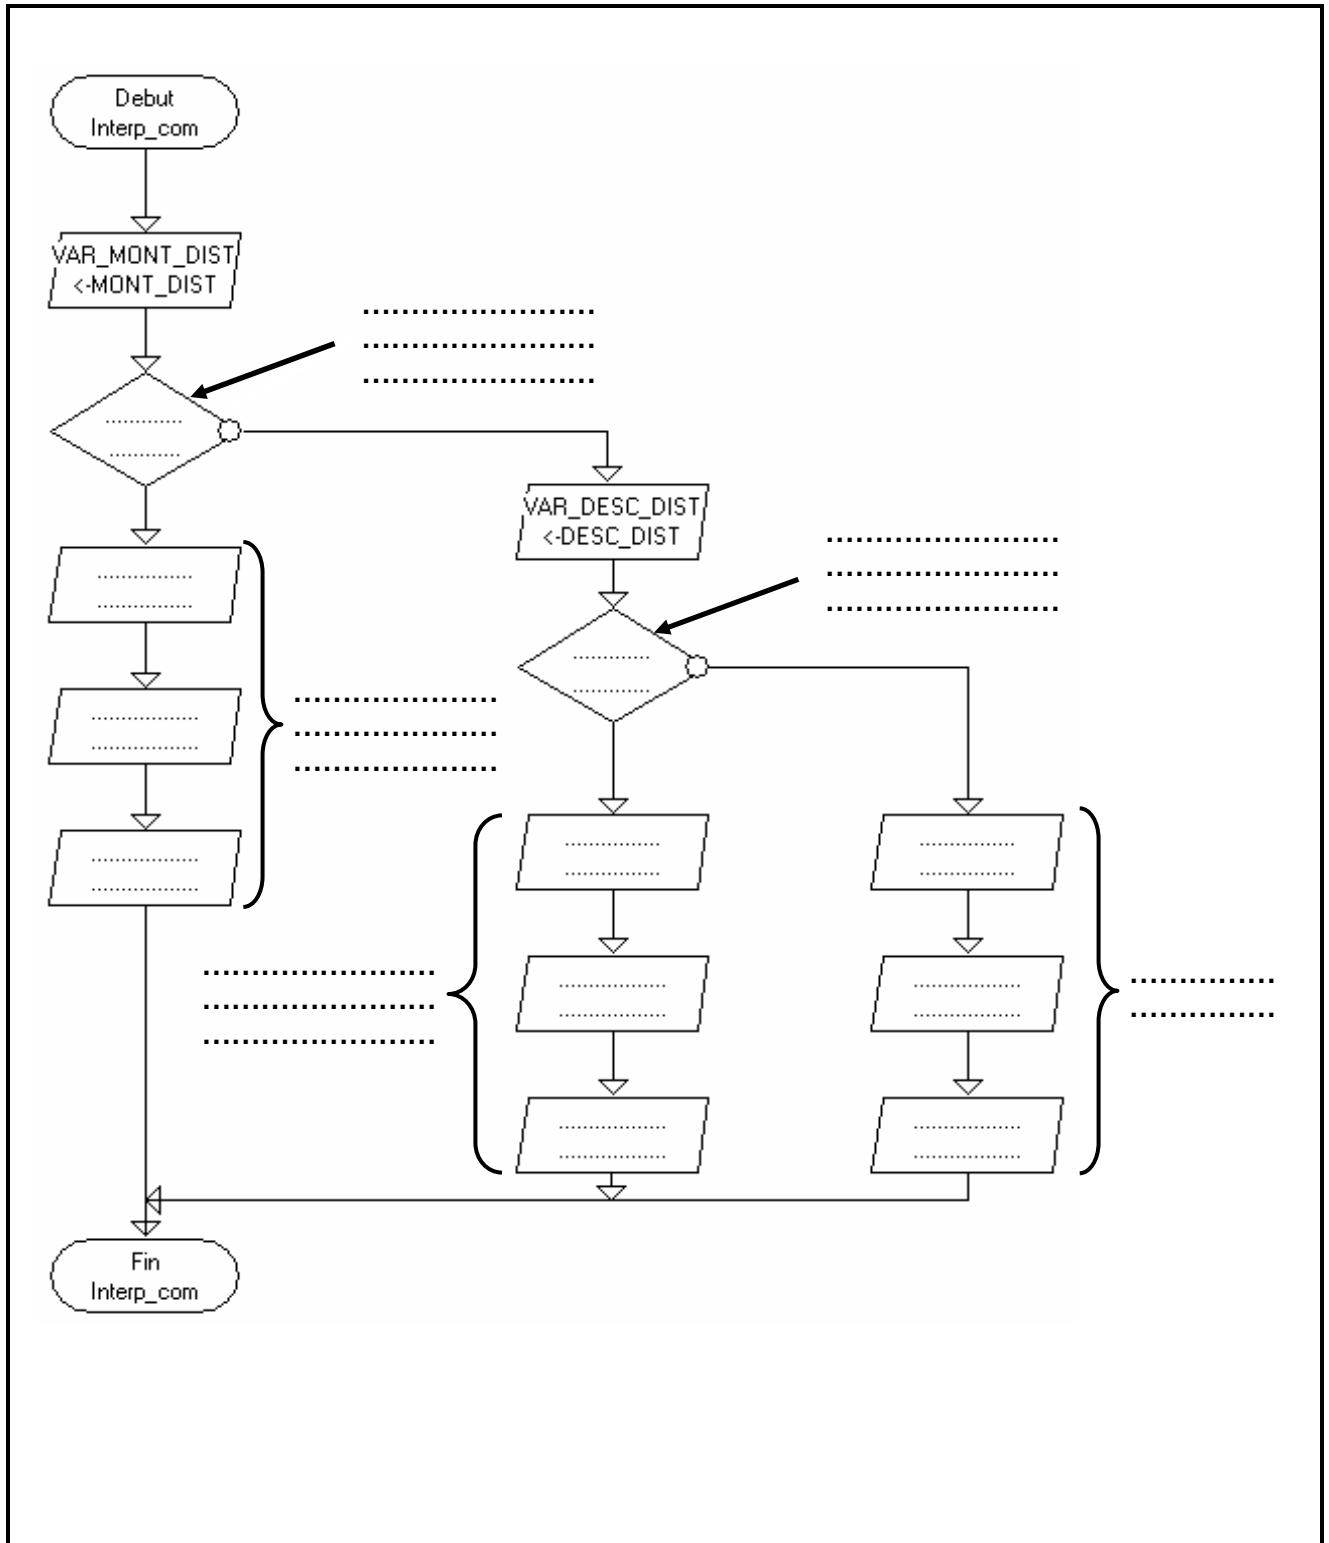 Debut
Interp_com
VAR_MONT_DIST
<-MONT_DIST
VAR_DESC_DIST
<-DESC_DIST
Fin
Interp_com